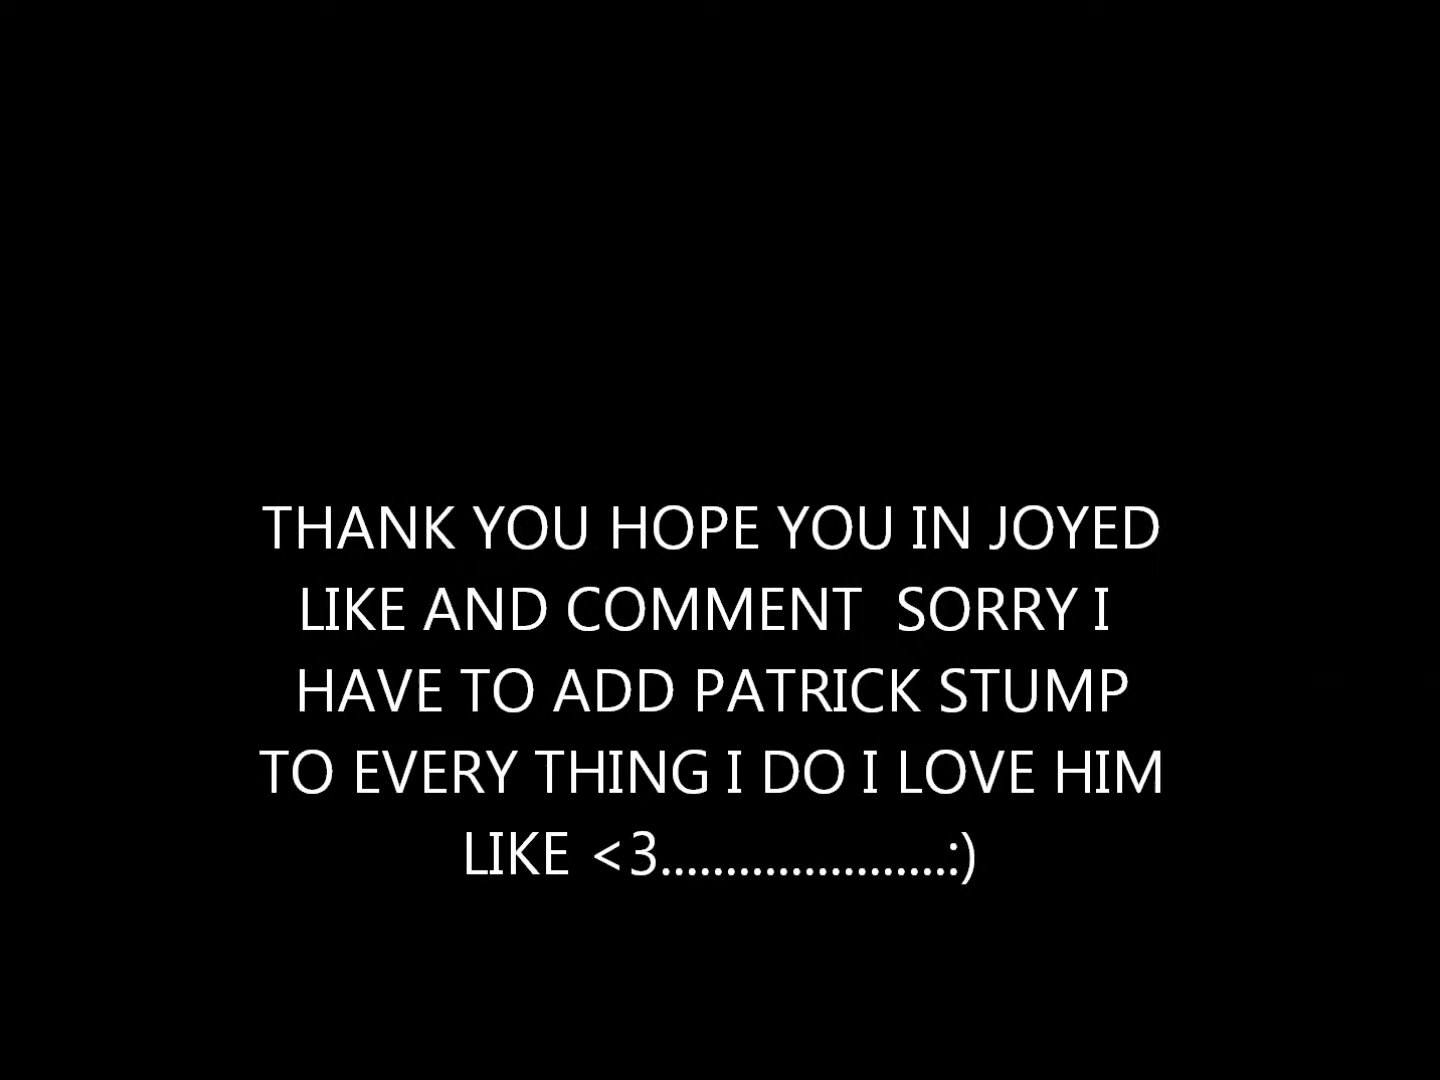 THANK YOU HOPE YOU IN JOYED
LIKE AND COMMENT  SORRY I
HAVE TO ADD PATRICK STUMP
TO EVERY THING I DO I LOVE HIM
LIKE <3......................:)